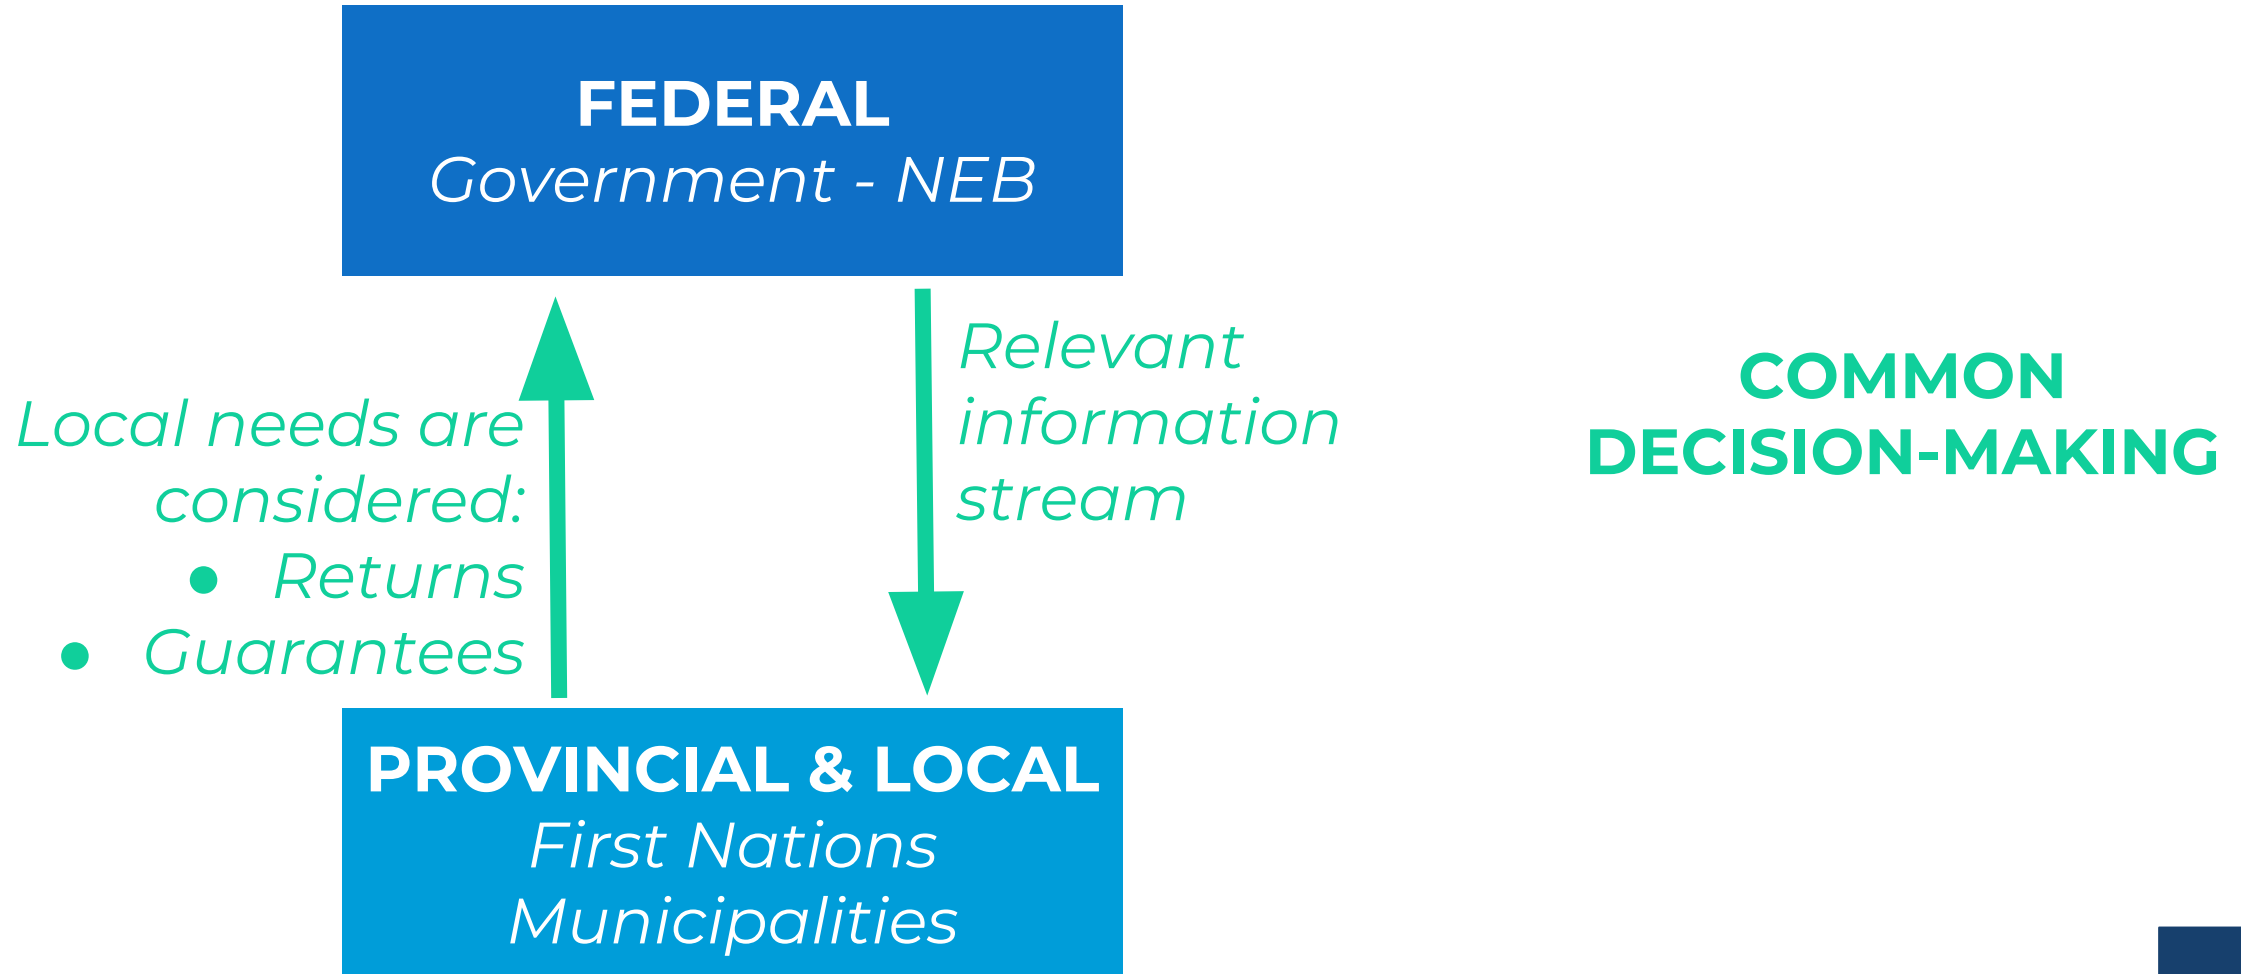 FEDERAL
Government - NEB
Local needs are
considered:
● Returns
● Guarantees
Relevant
information
stream
COMMON
DECISION-MAKING
PROVINCIAL & LOCAL
First Nations
Municipalities